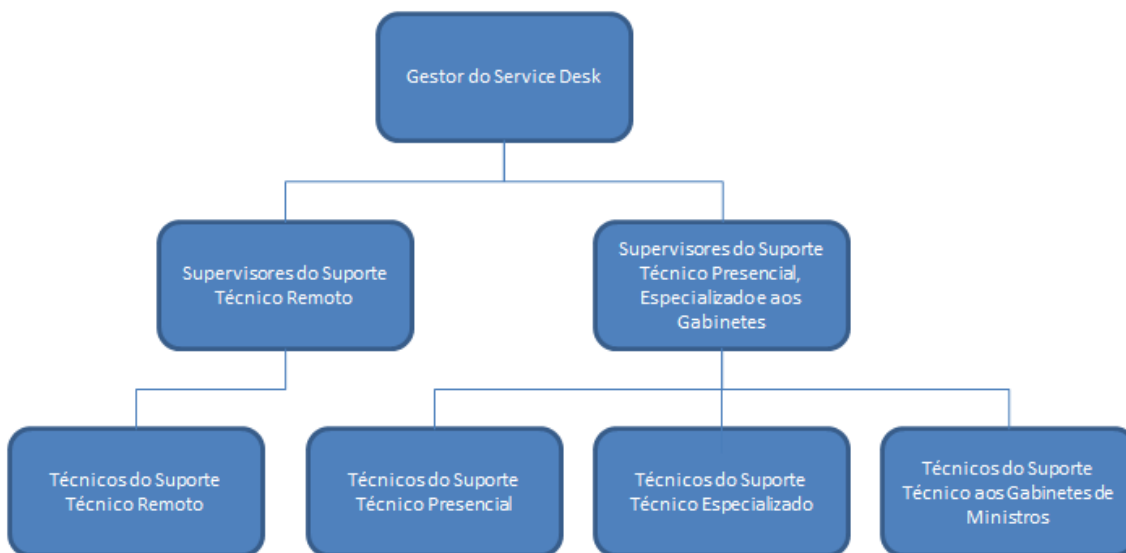 Gestor do Service Desk
Supervisores do Suporte
Técnico Remoto
Supervisores do Suporte
Técnico Presencial,
Especializado e aos
Gabinetes
Técnicos do Suporte
Técnico Remoto
Técnicos do Suporte
Técnico Presencial
Técnicos do Suporte
Técnico Especializado
Técnicos do Suporte
Técnico aos Gabinetes de
Ministros